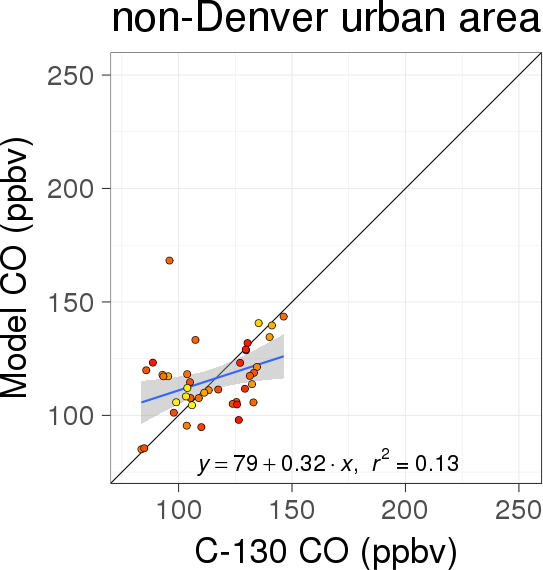 non-Denver urban area
Model CO (ppbv)
250
200
150
100
y = 79 + 0.32 · x,  r² = 0.13
100 150 200 250
C-130 CO (ppbv)